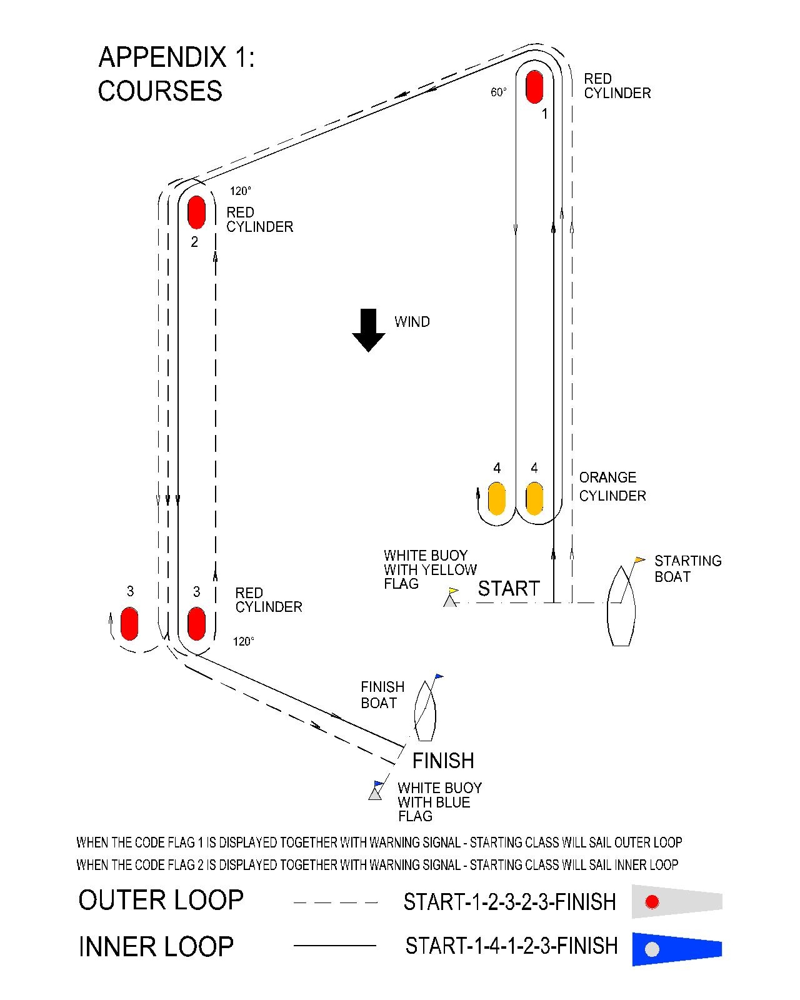 APPENDIX 1:
COURSES
RED
CYLINDER
60°
1
120°
RED
CYLINDER
2
WIND
4
4
ORANGE
CYLINDER
WHITE BUOY
WITH YELLOW
FLAG
START
STARTING
BOAT
3
3
RED
CYLINDER
120°
FINISH
BOAT
FINISH
WHITE BUOY
WITH BLUE
FLAG
WHEN THE CODE FLAG 1 IS DISPLAYED TOGETHER WITH WARNING SIGNAL - STARTING CLASS WILL SAIL OUTER LOOP
WHEN THE CODE FLAG 2 IS DISPLAYED TOGETHER WITH WARNING SIGNAL - STARTING CLASS WILL SAIL INNER LOOP
OUTER LOOP
START-1-2-3-2-3-FINISH
INNER LOOP
START-1-4-1-2-3-FINISH